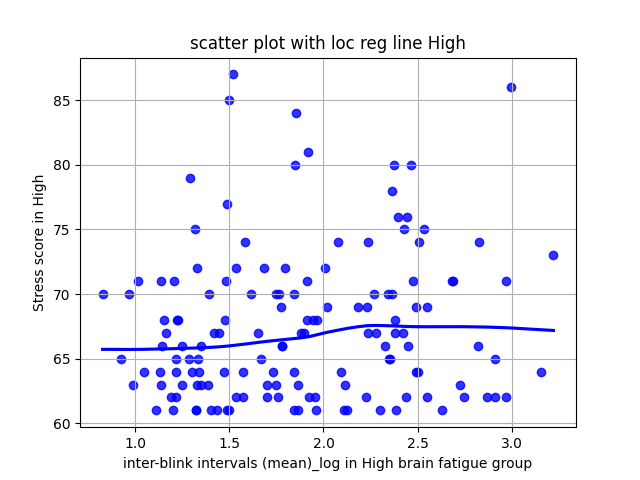 scatter plot with loc reg line High
Stress score in High
85
80
75
70
65
60
1.0 1.5 2.0 2.5 3.0
inter-blink intervals (mean)_log in High brain fatigue group